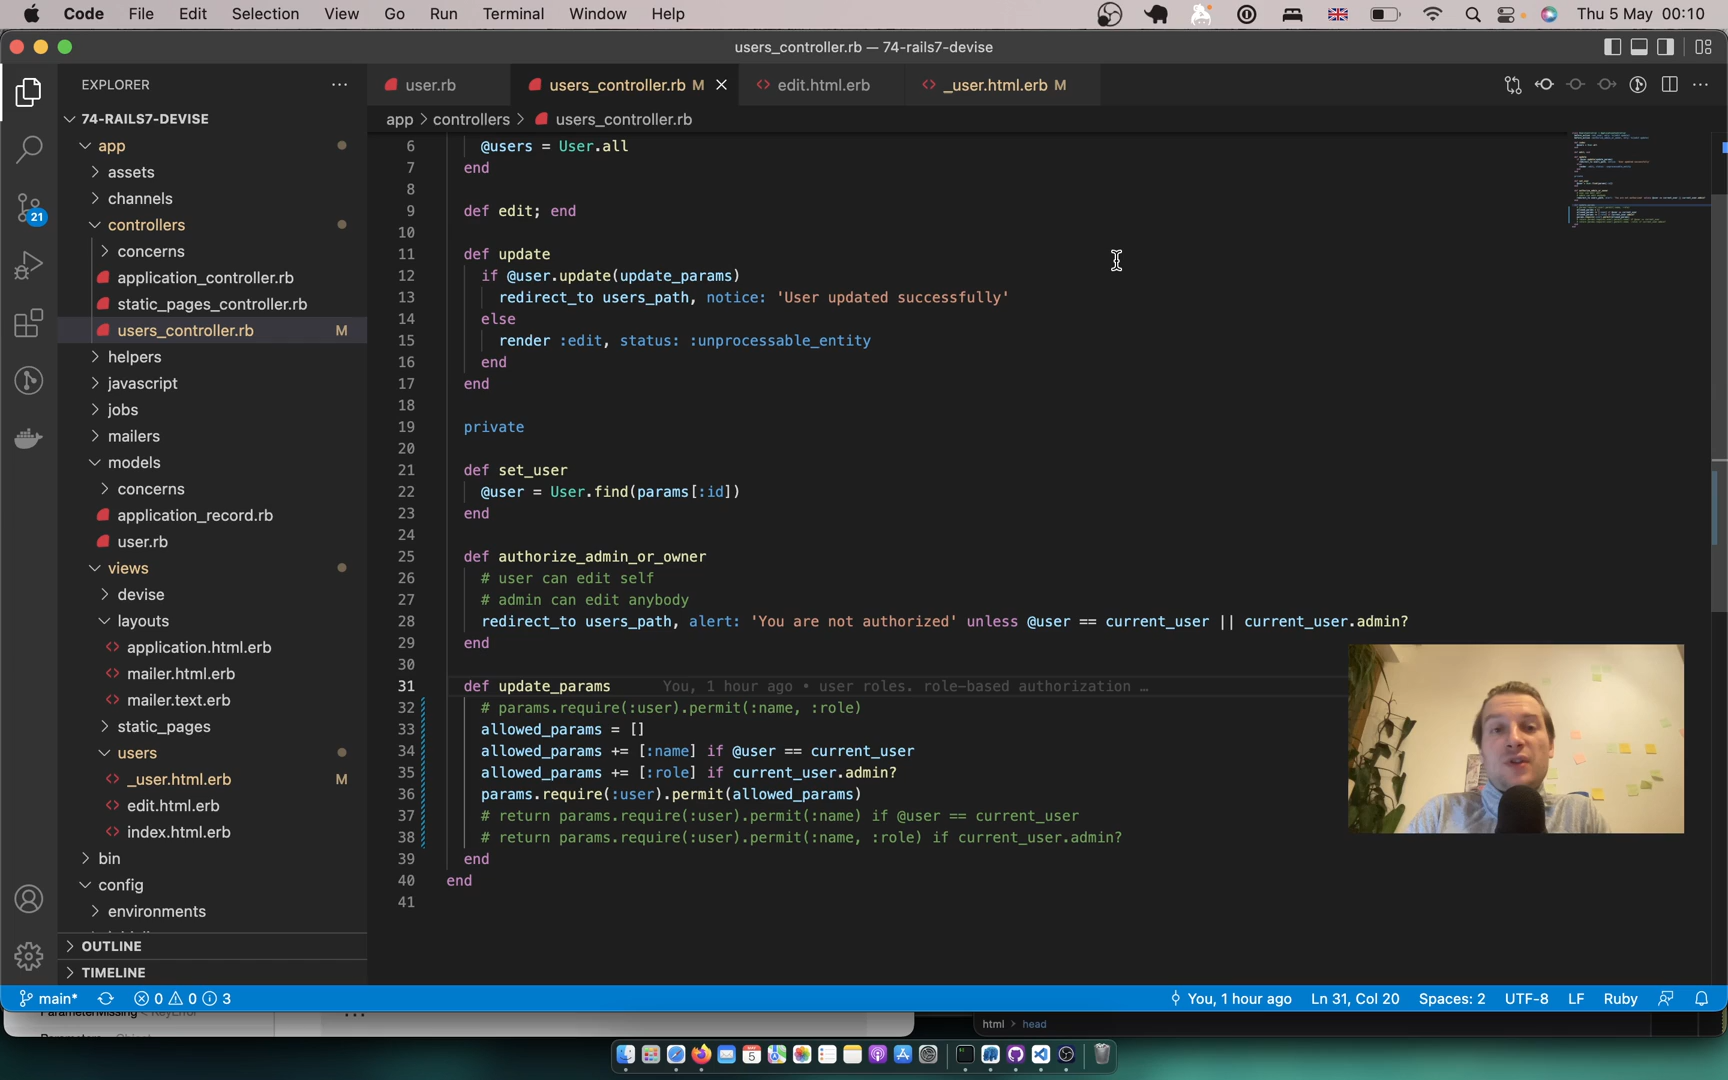 Code File Edit Selection View Go Run Terminal Window Help Thu 5 May 00:10
users_controller.rb — 74-rails7-devise
EXPLORER
user.rb users_controller.rb M edit.html.erb _user.html.erb M
74-RAILS7-DEVISE
app > controllers > users_controller.rb
app
assets
channels
controllers
concerns
application_controller.rb
static_pages_controller.rb
users_controller.rb M
helpers
javascript
jobs
mailers
models
concerns
application_record.rb
user.rb
views
devise
layouts
application.html.erb
mailer.html.erb
mailer.text.erb
static_pages
users
_user.html.erb M
edit.html.erb
index.html.erb
bin
config
environments
OUTLINE
TIMELINE
21
6 @users = User.all
7 end
8
9 def edit; end
10
11 def update
12 if @user.update(update_params)
13 redirect_to users_path, notice: 'User updated successfully'
14 else
15 render :edit, status: :unprocessable_entity
16 end
17 end
18
19 private
20
21 def set_user
22 @user = User.find(params[:id])
23 end
24
25 def authorize_admin_or_owner
26 # user can edit self
27 # admin can edit anybody
28 redirect_to users_path, alert: 'You are not authorized' unless @user == current_user || current_user.admin?
29 end
30
31 def update_params You, 1 hour ago • user roles. role-based authorization …
32 # params.require(:user).permit(:name, :role)
33 allowed_params = []
34 allowed_params += [:name] if @user == current_user
35 allowed_params += [:role] if current_user.admin?
36 params.require(:user).permit(allowed_params)
37 # return params.require(:user).permit(:name) if @user == current_user
38 # return params.require(:user).permit(:name, :role) if current_user.admin?
39 end
40 end
41
main* 0 0 3 You, 1 hour ago Ln 31, Col 20 Spaces: 2 UTF-8 LF Ruby
html > head